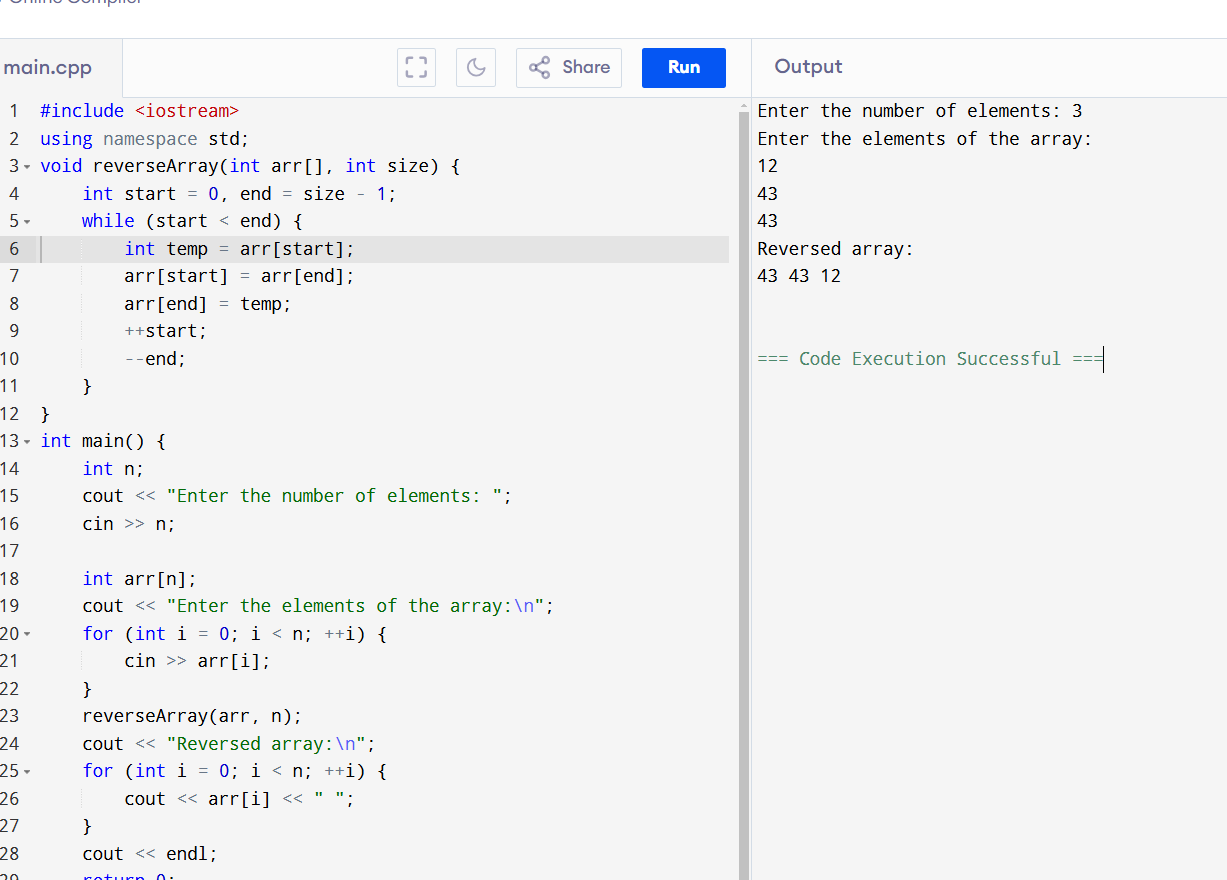 Online Compiler
main.cpp
Share
Run
Output
1 #include <iostream>
2 using namespace std;
3 void reverseArray(int arr[], int size) {
4     int start = 0, end = size - 1;
5     while (start < end) {
6         int temp = arr[start];
7         arr[start] = arr[end];
8         arr[end] = temp;
9         ++start;
10         --end;
11     }
12 }
13 int main() {
14     int n;
15     cout << "Enter the number of elements: ";
16     cin >> n;
17
18     int arr[n];
19     cout << "Enter the elements of the array:\n";
20     for (int i = 0; i < n; ++i) {
21         cin >> arr[i];
22     }
23     reverseArray(arr, n);
24     cout << "Reversed array:\n";
25     for (int i = 0; i < n; ++i) {
26         cout << arr[i] << " ";
27     }
28     cout << endl;
29     return 0;
Enter the number of elements: 3
Enter the elements of the array:
12
43
43
Reversed array:
43 43 12
=== Code Execution Successful ===